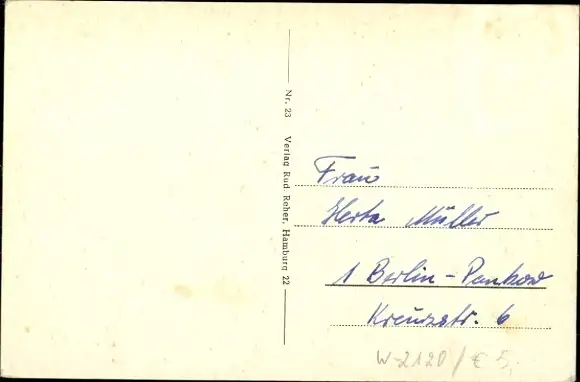 Nr. 23 Verlag Rud. Reher, Hamburg 22
Frau
Herta Müller
1 Berlin-Pankow
Kreuzstr. 6
W-2120/€ 5,-